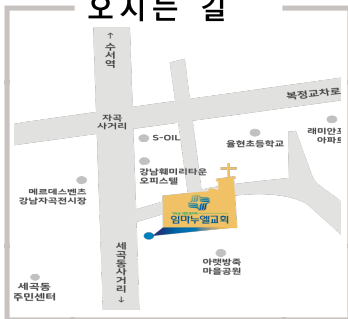 오시는 길
↑
수서역
복정교차로
자곡
사거리
S-OIL
율현초등학교
래미안포
아파트
강남훼미리타운
오피스텔
메르데스벤츠
강남자곡전시장
임마누엘교회
세곡동사거리
↓
아랫방죽
마을공원
세곡동
주민센터